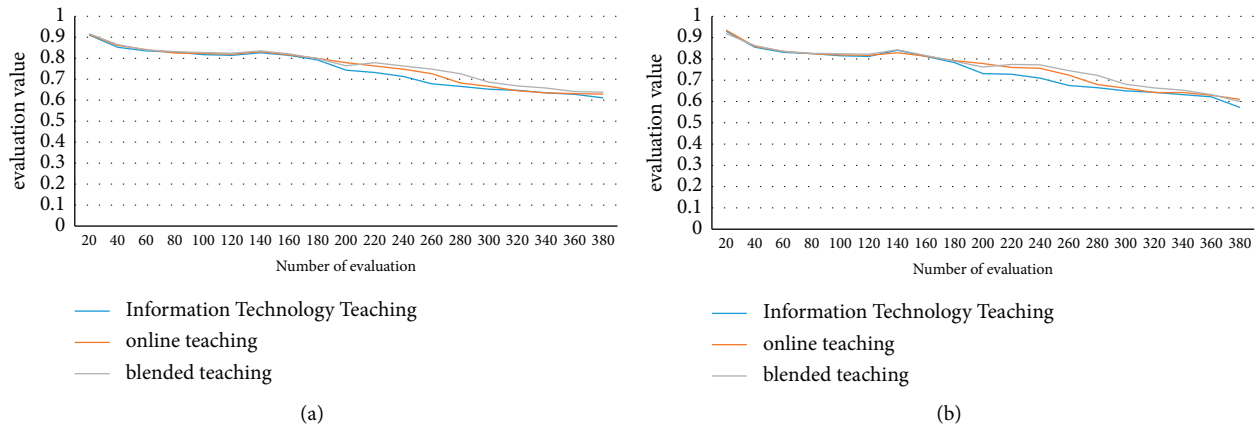 1
0.9
0.8
0.7
0.6
0.5
0.4
0.3
0.2
0.1
0
evaluation value
20 40 60 80 100 120 140 160 180 200 220 240 260 280 300 320 340 360 380
Number of evaluation
Information Technology Teaching
online teaching
blended teaching
(a)
1
0.9
0.8
0.7
0.6
0.5
0.4
0.3
0.2
0.1
0
evaluation value
20 40 60 80 100 120 140 160 180 200 220 240 260 280 300 320 340 360 380
Number of evaluation
Information Technology Teaching
online teaching
blended teaching
(b)